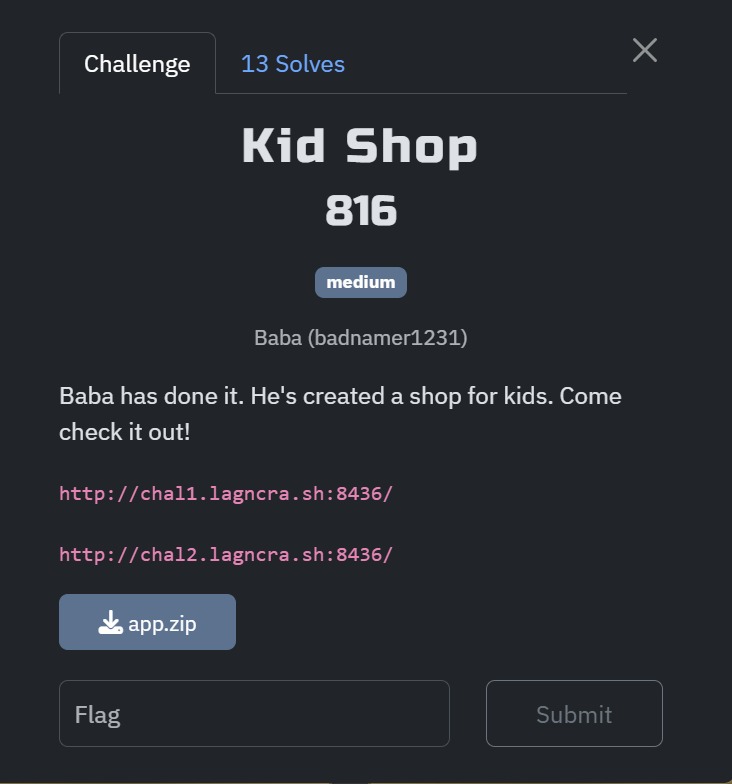 Challenge
13 Solves
Kid Shop
816
medium
Baba (badnamer1231)
Baba has done it. He's created a shop for kids. Come
check it out!
http://chal1.lagncra.sh:8436/
http://chal2.lagncra.sh:8436/
app.zip
Flag
Submit